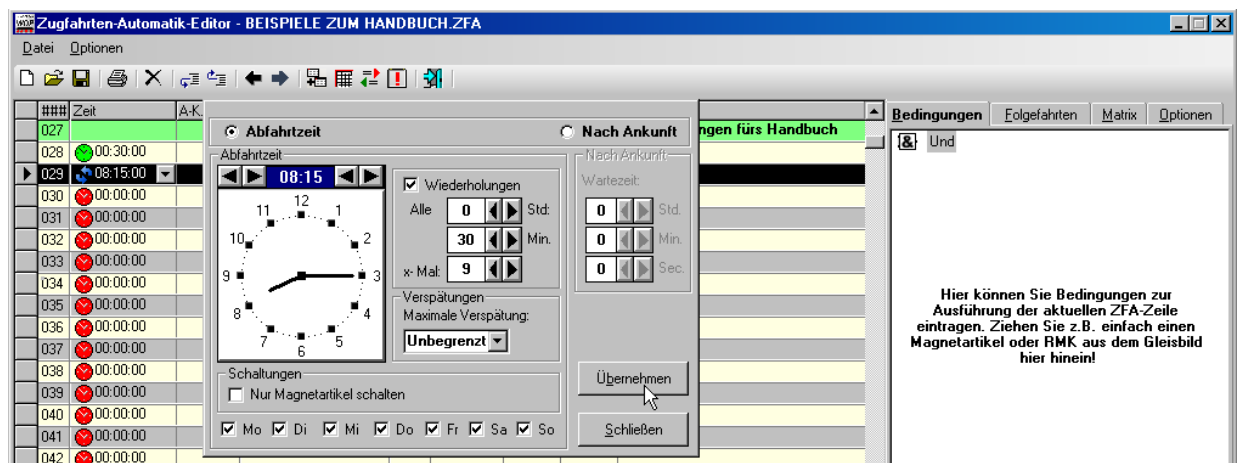 Zugfahrten-Automatik-Editor - BEISPIELE ZUM HANDBUCH.ZFA
Datei Optionen
### Zeit A-K.
027 ngen fürs Handbuch
028 00:30:00
029 08:15:00
030 00:00:00
031 00:00:00
032 00:00:00
033 00:00:00
034 00:00:00
035 00:00:00
036 00:00:00
037 00:00:00
038 00:00:00
039 00:00:00
040 00:00:00
041 00:00:00
042 00:00:00
Abfahrtzeit Nach Ankunft
Abfahrtzeit
08:15
12
11 1
10 2
9 3
8 4
7 5
6
Wiederholungen
Alle 0 Std:
30 Min.
x- Mal: 9
Verspätungen
Maximale Verspätung:
Unbegrenzt
Schaltungen
Nur Magnetartikel schalten
Mo Di Mi Do Fr Sa So
Nach Ankunft
Wartezeit:
0 Std.
0 Min.
0 Sec.
Übernehmen
Schließen
Bedingungen Folgefahrten Matrix Optionen
{&} Und
Hier können Sie Bedingungen zur
Ausführung der aktuellen ZFA-Zeile
eintragen. Ziehen Sie z.B. einfach einen
Magnetartikel oder RMK aus dem Gleisbild
hier hinein!